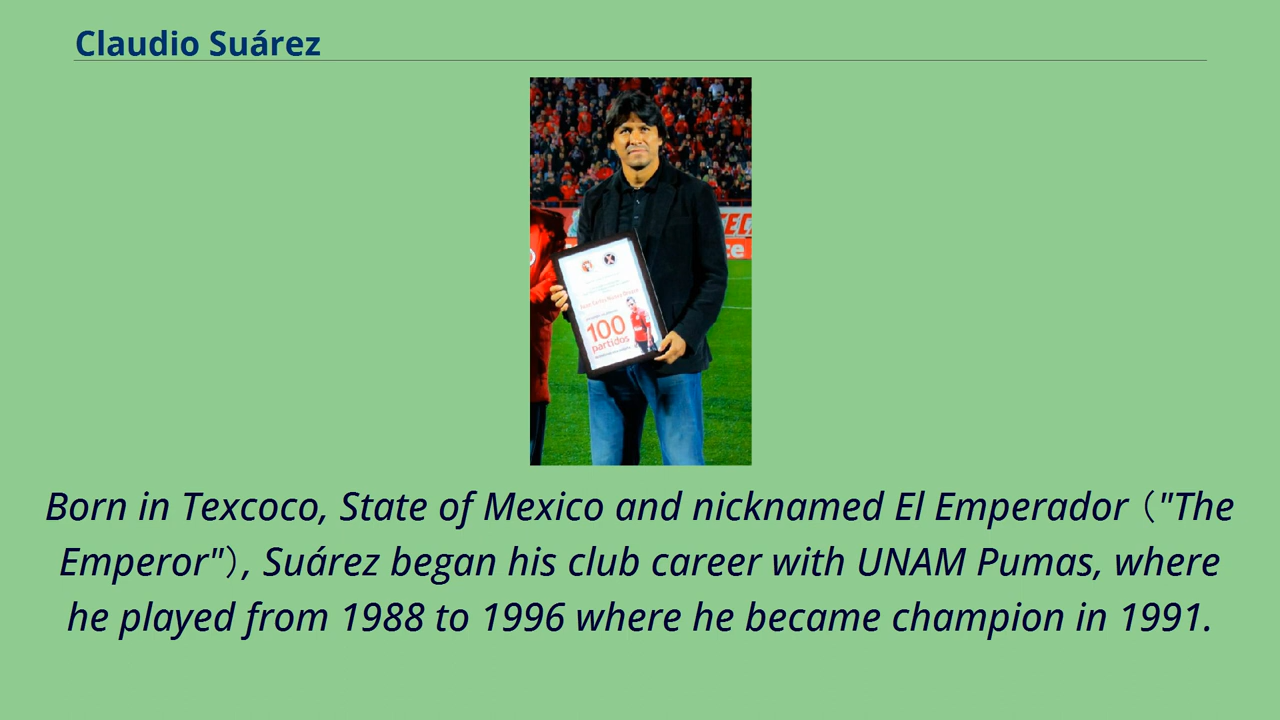 Claudio Suárez
100
partidos
Born in Texcoco, State of Mexico and nicknamed El Emperador ("The
Emperor"), Suárez began his club career with UNAM Pumas, where
he played from 1988 to 1996 where he became champion in 1991.